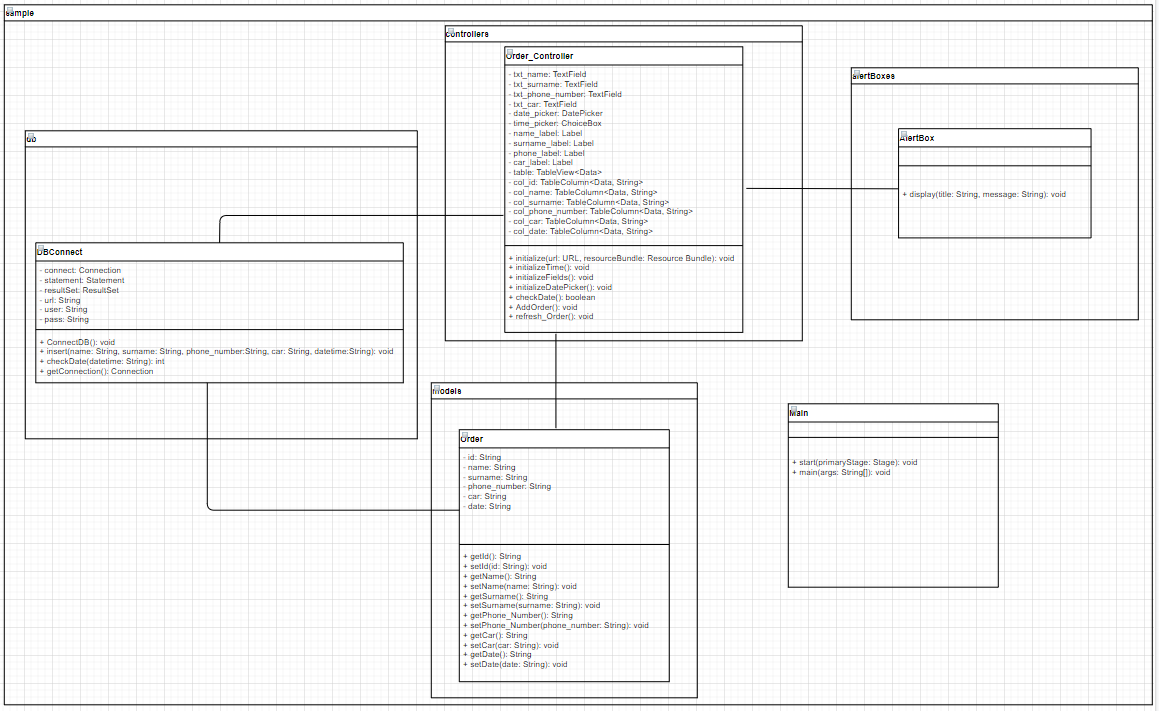 sample
controllers
Order_Controller
- txt_name: TextField
- txt_surname: TextField
- txt_phone_number: TextField
- txt_car: TextField
- date_picker: DatePicker
- time_picker: ChoiceBox
- name_label: Label
- surname_label: Label
- phone_label: Label
- car_label: Label
- table: TableView<Data>
- col_id: TableColumn<Data, String>
- col_name: TableColumn<Data, String>
- col_surname: TableColumn<Data, String>
- col_phone_number: TableColumn<Data, String>
- col_car: TableColumn<Data, String>
- col_date: TableColumn<Data, String>
+ initialize(url: URL, resourceBundle: Resource Bundle): void
+ initializeTime(): void
+ initializeFields(): void
+ initializeDatePicker(): void
+ checkDate(): boolean
+ AddOrder(): void
+ refresh_Order(): void
alertBoxes
AlertBox
+ display(title: String, message: String): void
db
DBConnect
- connect: Connection
- statement: Statement
- resultSet: ResultSet
- url: String
- user: String
- pass: String
+ ConnectDB(): void
+ insert(name: String, surname: String, phone_number:String, car: String, datetime:String): void
+ checkDate(datetime: String): int
+ getConnection(): Connection
models
Order
- id: String
- name: String
- surname: String
- phone_number: String
- car: String
- date: String
+ getId(): String
+ setId(id: String): void
+ getName(): String
+ setName(name: String): void
+ getSurname(): String
+ setSurname(surname: String): void
+ getPhone_Number(): String
+ setPhone_Number(phone_number: String): void
+ getCar(): String
+ setCar(car: String): void
+ getDate(): String
+ setDate(date: String): void
Main
+ start(primaryStage: Stage): void
+ main(args: String[]): void